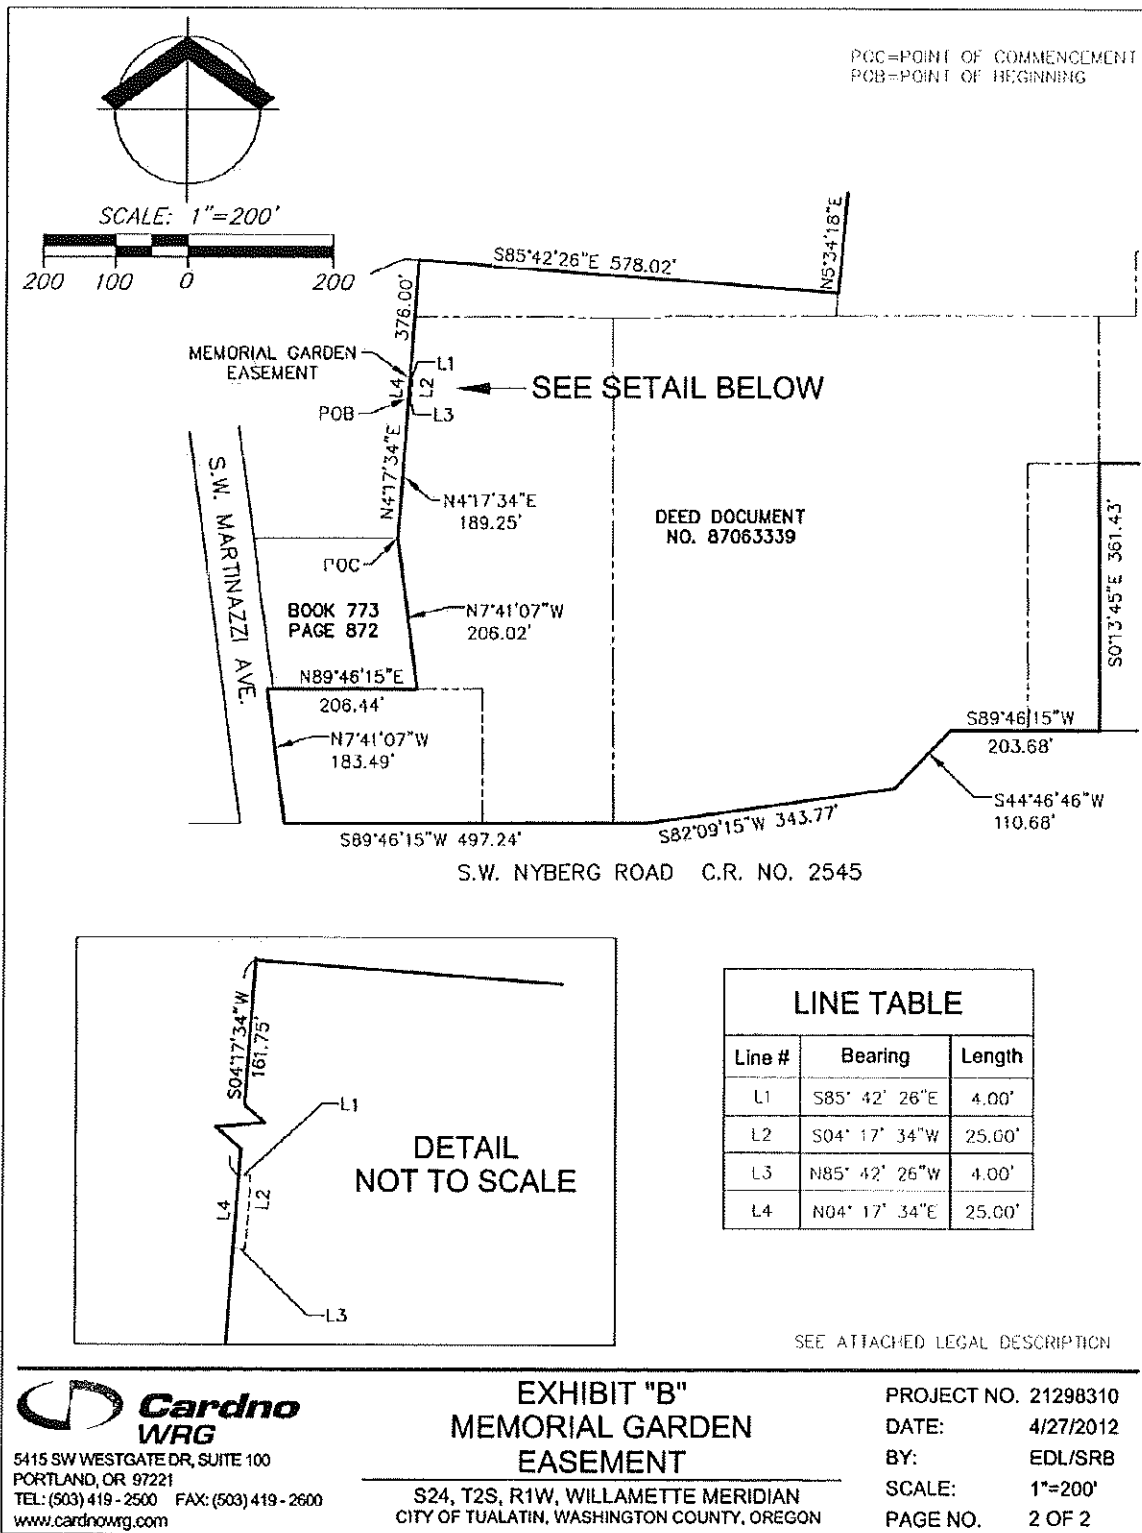 POC=POINT OF COMMENCEMENT
POB=POINT OF BEGINNING
SCALE: 1"=200'
200 100 0 200
S85°42'26"E 578.02'
N5°34'18"E
376.00'
MEMORIAL GARDEN
EASEMENT
L1
L4
L2
SEE SETAIL BELOW
POB
L3
N4°17'34"E
N4°17'34"E
189.25'
S.W. MARTINAZZI AVE.
DEED DOCUMENT
NO. 87063339
POC
BOOK 773
PAGE 872
N7°41'07"W
206.02'
S0°13'45"E 361.43'
N89°46'15"E
206.44'
N7°41'07"W
183.49'
S89°46'15"W
203.68'
S44°46'46"W
110.68'
S89°46'15"W 497.24'
S82°09'15"W 343.77'
S.W. NYBERG ROAD C.R. NO. 2545
S04°17'34"W
161.75'
L1
DETAIL
NOT TO SCALE
L4
L2
L3
LINE TABLE
Line # Bearing Length
L1 S85° 42' 26"E 4.00'
L2 S04° 17' 34"W 25.00'
L3 N85° 42' 26"W 4.00'
L4 N04° 17' 34"E 25.00'
SEE ATTACHED LEGAL DESCRIPTION
Cardno
WRG
5415 SW WESTGATE DR, SUITE 100
PORTLAND, OR 97221
TEL: (503) 419 - 2500 FAX: (503) 419 - 2600
www.cardnowrg.com
EXHIBIT "B"
MEMORIAL GARDEN
EASEMENT
S24, T2S, R1W, WILLAMETTE MERIDIAN
CITY OF TUALATIN, WASHINGTON COUNTY, OREGON
PROJECT NO. 21298310
DATE: 4/27/2012
BY: EDL/SRB
SCALE: 1"=200'
PAGE NO. 2 OF 2